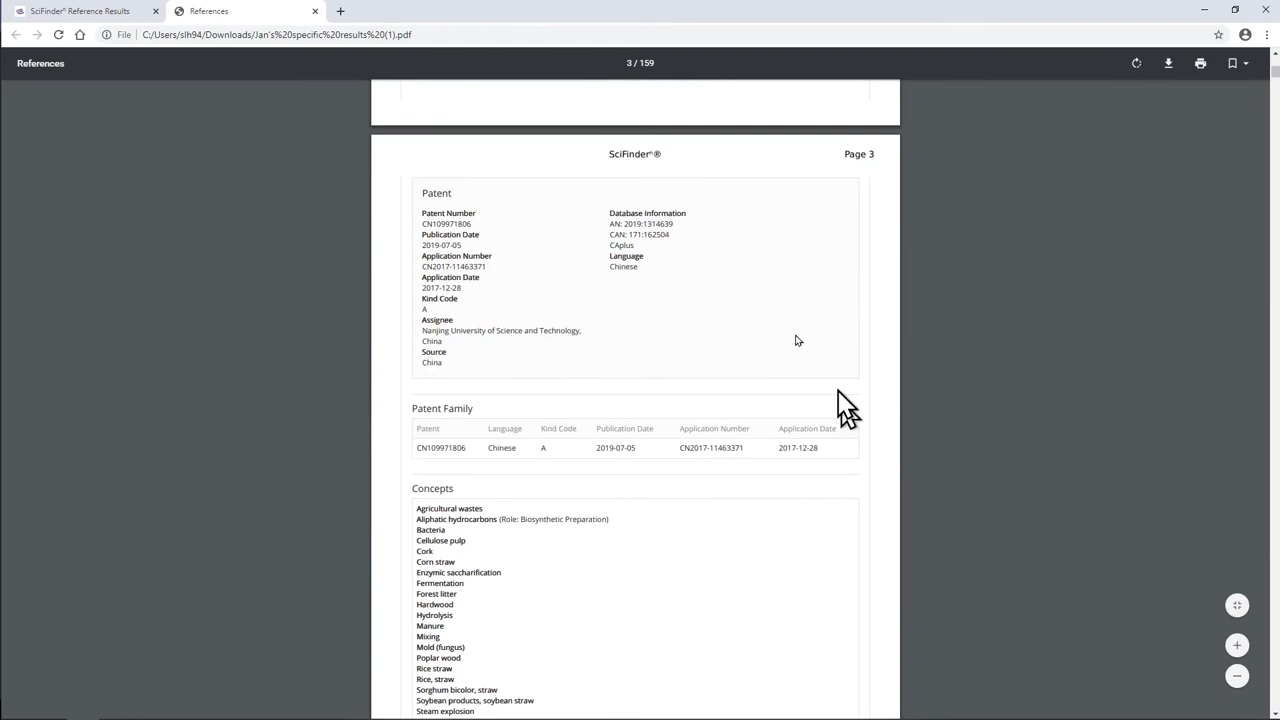 SciFinderⁿ Reference Results
References
File C:/Users/slh94/Downloads/Jan's%20specific%20results%20(1).pdf
References
3 / 159
SciFinderⁿ® Page 3
Patent
Patent Number
CN109971806
Publication Date
2019-07-05
Application Number
CN2017-11463371
Application Date
2017-12-28
Kind Code
A
Assignee
Nanjing University of Science and Technology,
China
Source
China
Database Information
AN: 2019:1314639
CAN: 171:162504
CAplus
Language
Chinese
Patent Family
Patent Language Kind Code Publication Date Application Number Application Date
CN109971806 Chinese A 2019-07-05 CN2017-11463371 2017-12-28
Concepts
Agricultural wastes
Aliphatic hydrocarbons (Role: Biosynthetic Preparation)
Bacteria
Cellulose pulp
Cork
Corn straw
Enzymic saccharification
Fermentation
Forest litter
Hardwood
Hydrolysis
Manure
Mixing
Mold (fungus)
Poplar wood
Rice straw
Rice, straw
Sorghum bicolor, straw
Soybean products, soybean straw
Steam explosion